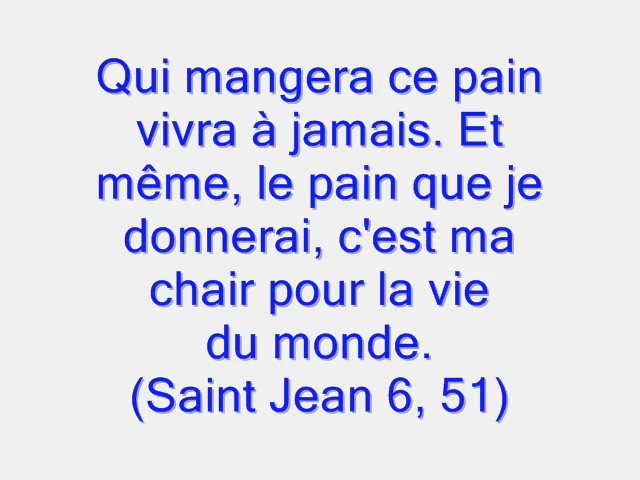 Qui mangera ce pain
vivra à jamais. Et
même, le pain que je
donnerai, c'est ma
chair pour la vie
du monde.
(Saint Jean 6, 51)